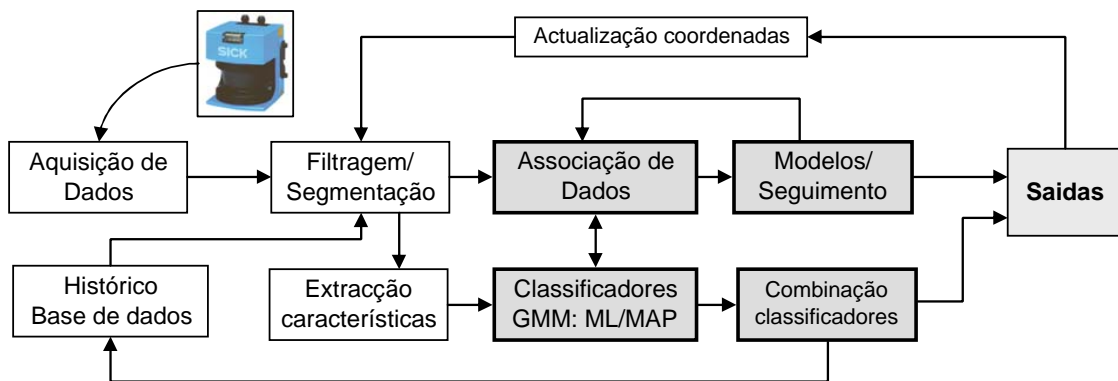 Actualização coordenadas
SICK
Aquisição de
Dados
Filtragem/
Segmentação
Associação de
Dados
Modelos/
Seguimento
Saidas
Histórico
Base de dados
Extracção
características
Classificadores
GMM: ML/MAP
Combinação
classificadores